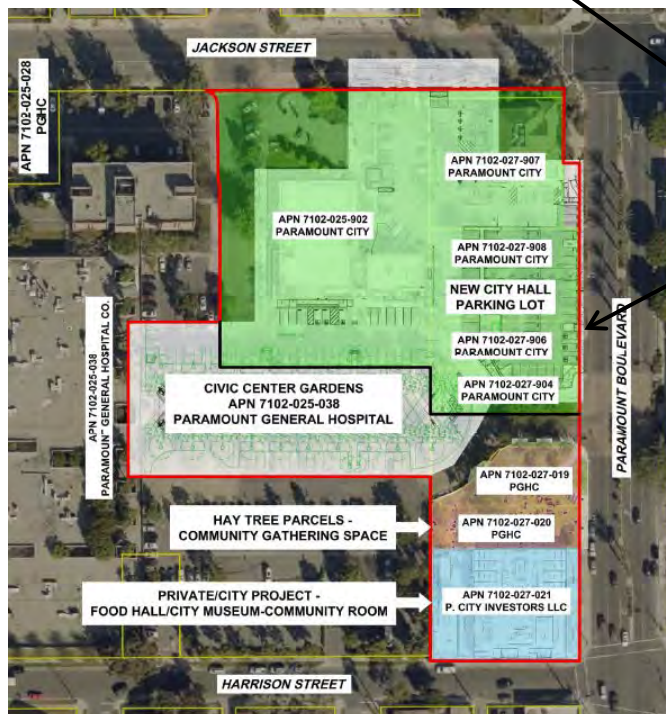 JACKSON STREET
APN 7102-025-028
PGHC
APN 7102-027-907
PARAMOUNT CITY
APN 7102-025-902
PARAMOUNT CITY
APN 7102-027-908
PARAMOUNT CITY
NEW CITY HALL
PARKING LOT
APN 7102-027-906
PARAMOUNT CITY
APN 7102-027-904
PARAMOUNT CITY
PARAMOUNT BOULEVARD
APN 7102-025-038
PARAMOUNT GENERAL HOSPITAL CO.
CIVIC CENTER GARDENS
APN 7102-025-038
PARAMOUNT GENERAL HOSPITAL
APN 7102-027-019
PGHC
HAY TREE PARCELS -
COMMUNITY GATHERING SPACE
APN 7102-027-020
PGHC
PRIVATE/CITY PROJECT -
FOOD HALL/CITY MUSEUM-COMMUNITY ROOM
APN 7102-027-021
P. CITY INVESTORS LLC
HARRISON STREET